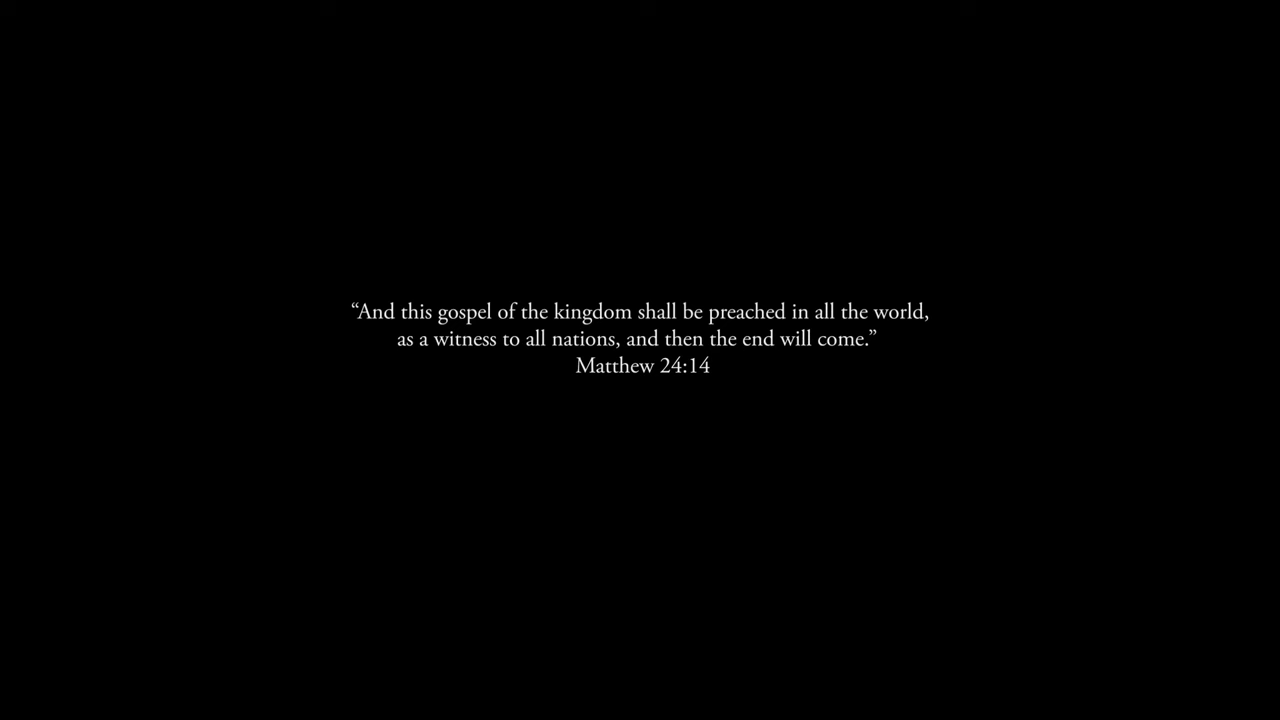 “And this gospel of the kingdom shall be preached in all the world,
as a witness to all nations, and then the end will come.”
Matthew 24:14